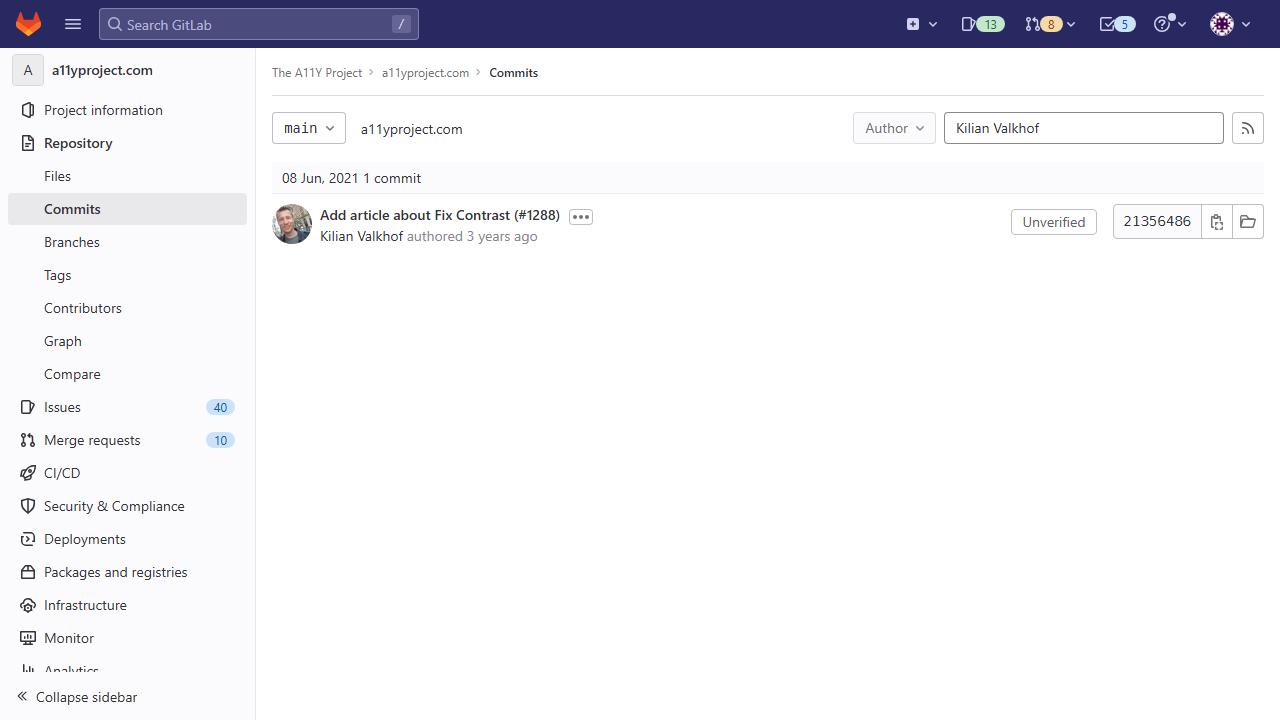 Search GitLab
/
13
8
5
A
a11yproject.com
Project information
Repository
Files
Commits
Branches
Tags
Contributors
Graph
Compare
Issues
40
Merge requests
10
CI/CD
Security & Compliance
Deployments
Packages and registries
Infrastructure
Monitor
Analytics
Collapse sidebar
The A11Y Project
a11yproject.com
Commits
main
a11yproject.com
Author
Kilian Valkhof
08 Jun, 2021 1 commit
Add article about Fix Contrast (#1288)
Kilian Valkhof authored 3 years ago
Unverified
21356486